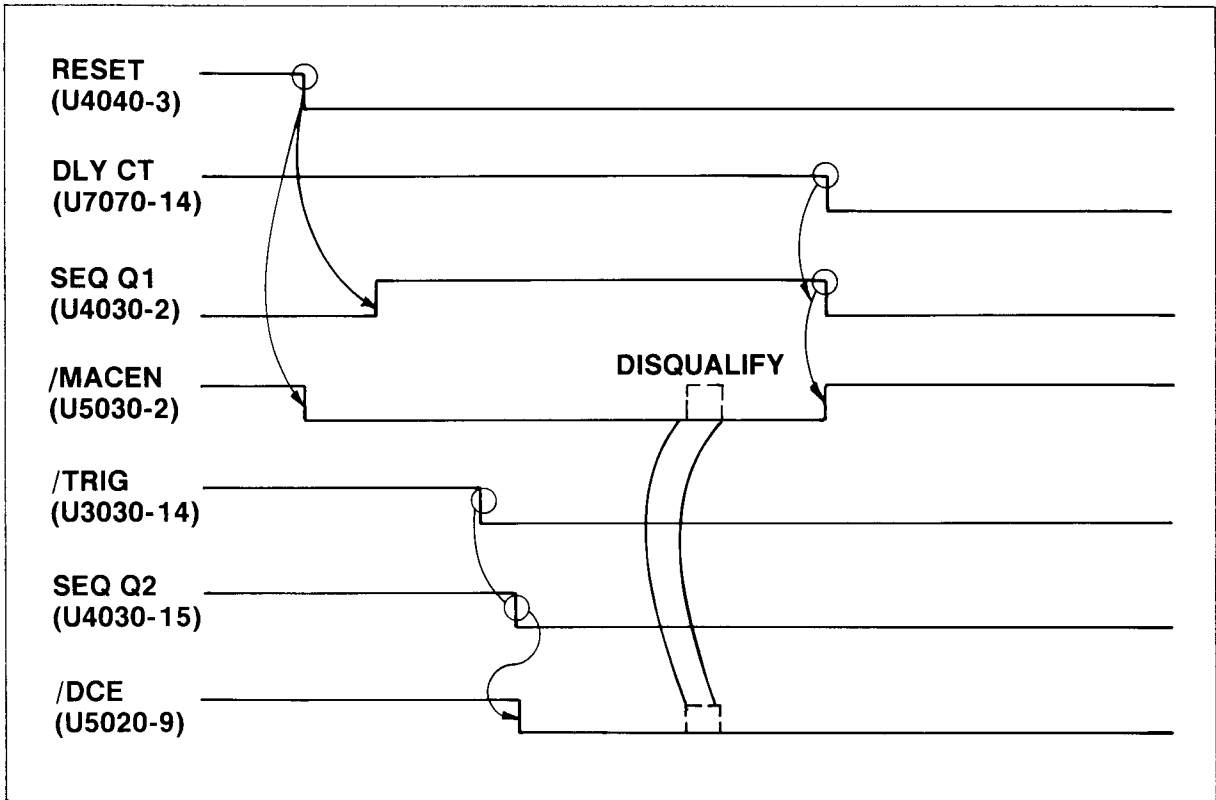 RESET
(U4040-3)
DLY CT
(U7070-14)
SEQ Q1
(U4030-2)
DISQUALIFY
/MACEN
(U5030-2)
/TRIG
(U3030-14)
SEQ Q2
(U4030-15)
/DCE
(U5020-9)